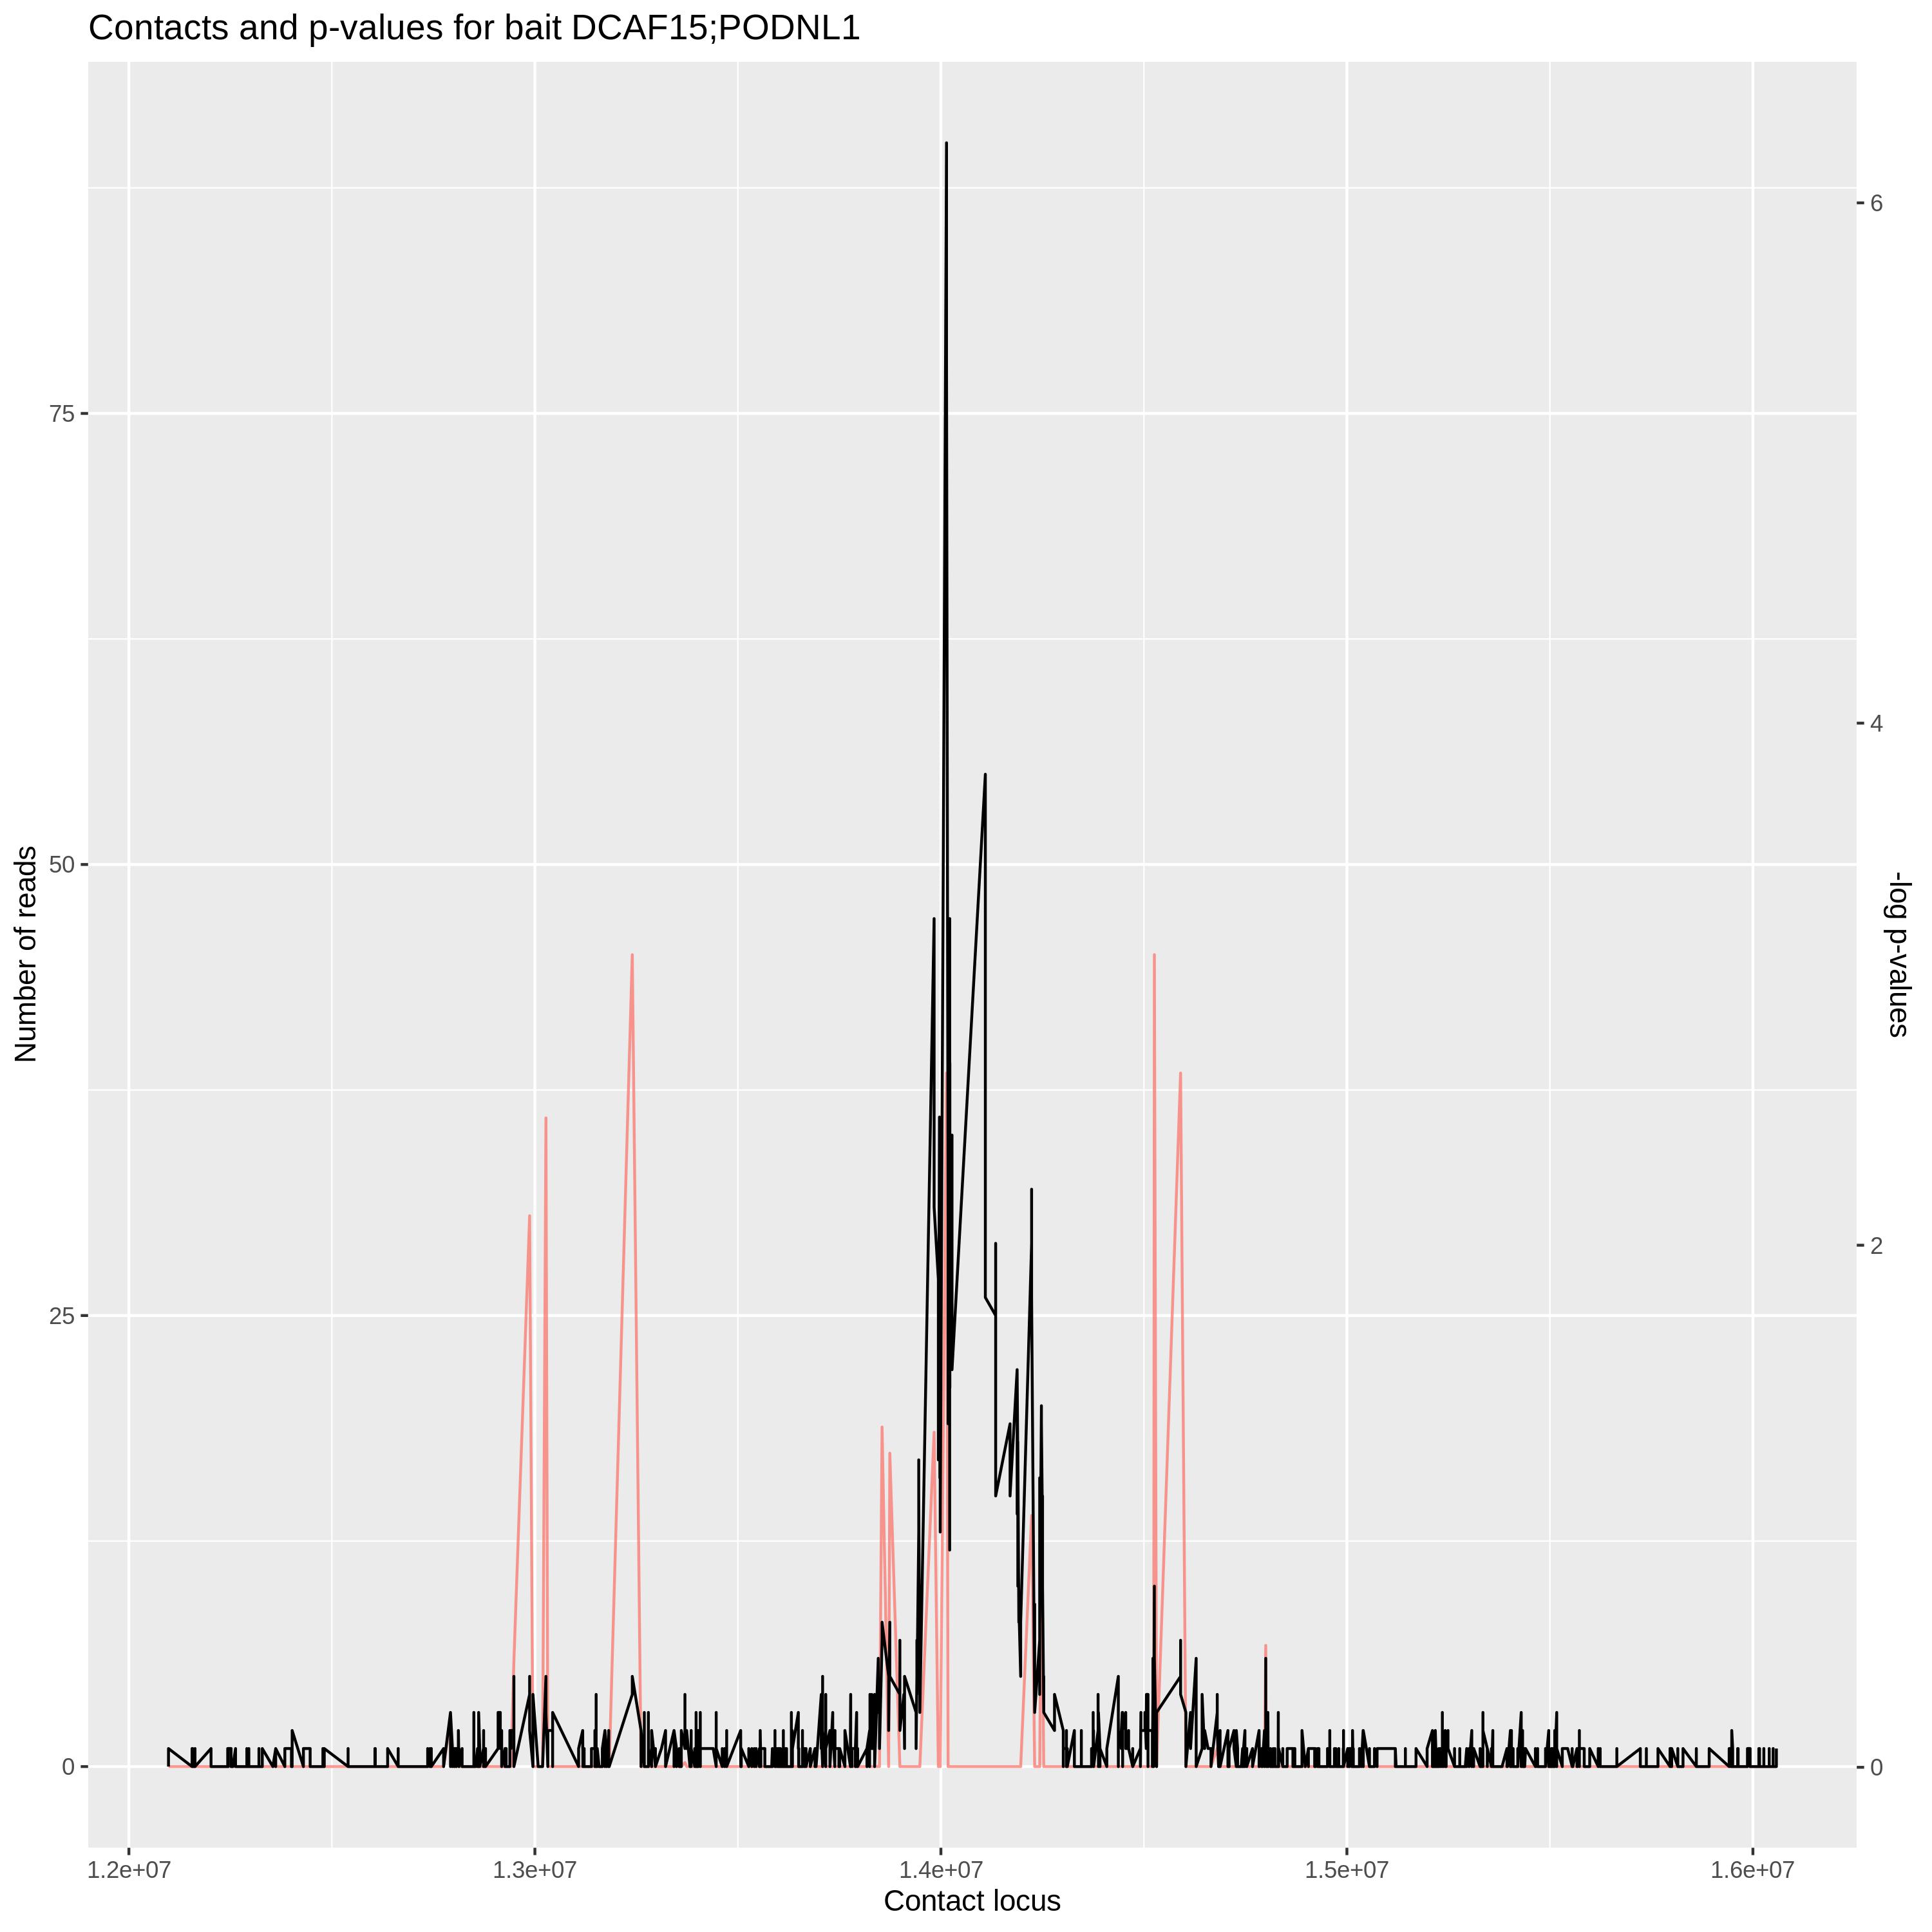 Contacts and p-values for bait DCAF15;PODNL1
Number of reads
75
50
25
0
6
4
2
0
-log p-values
1.2e+07 1.3e+07 1.4e+07 1.5e+07 1.6e+07
Contact locus